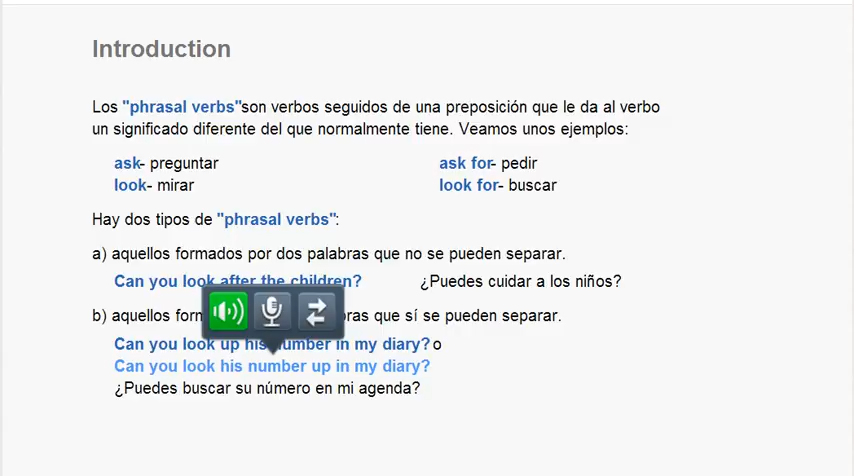 Introduction
Los "phrasal verbs"son verbos seguidos de una preposición que le da al verbo
un significado diferente del que normalmente tiene. Veamos unos ejemplos:
ask- preguntar ask for- pedir
look- mirar look for- buscar
Hay dos tipos de "phrasal verbs":
a) aquellos formados por dos palabras que no se pueden separar.
Can you look after the children? ¿Puedes cuidar a los niños?
b) aquellos que sí se pueden separar.
Can you look up his number in my diary? o
Can you look his number up in my diary?
¿Puedes buscar su número en mi agenda?